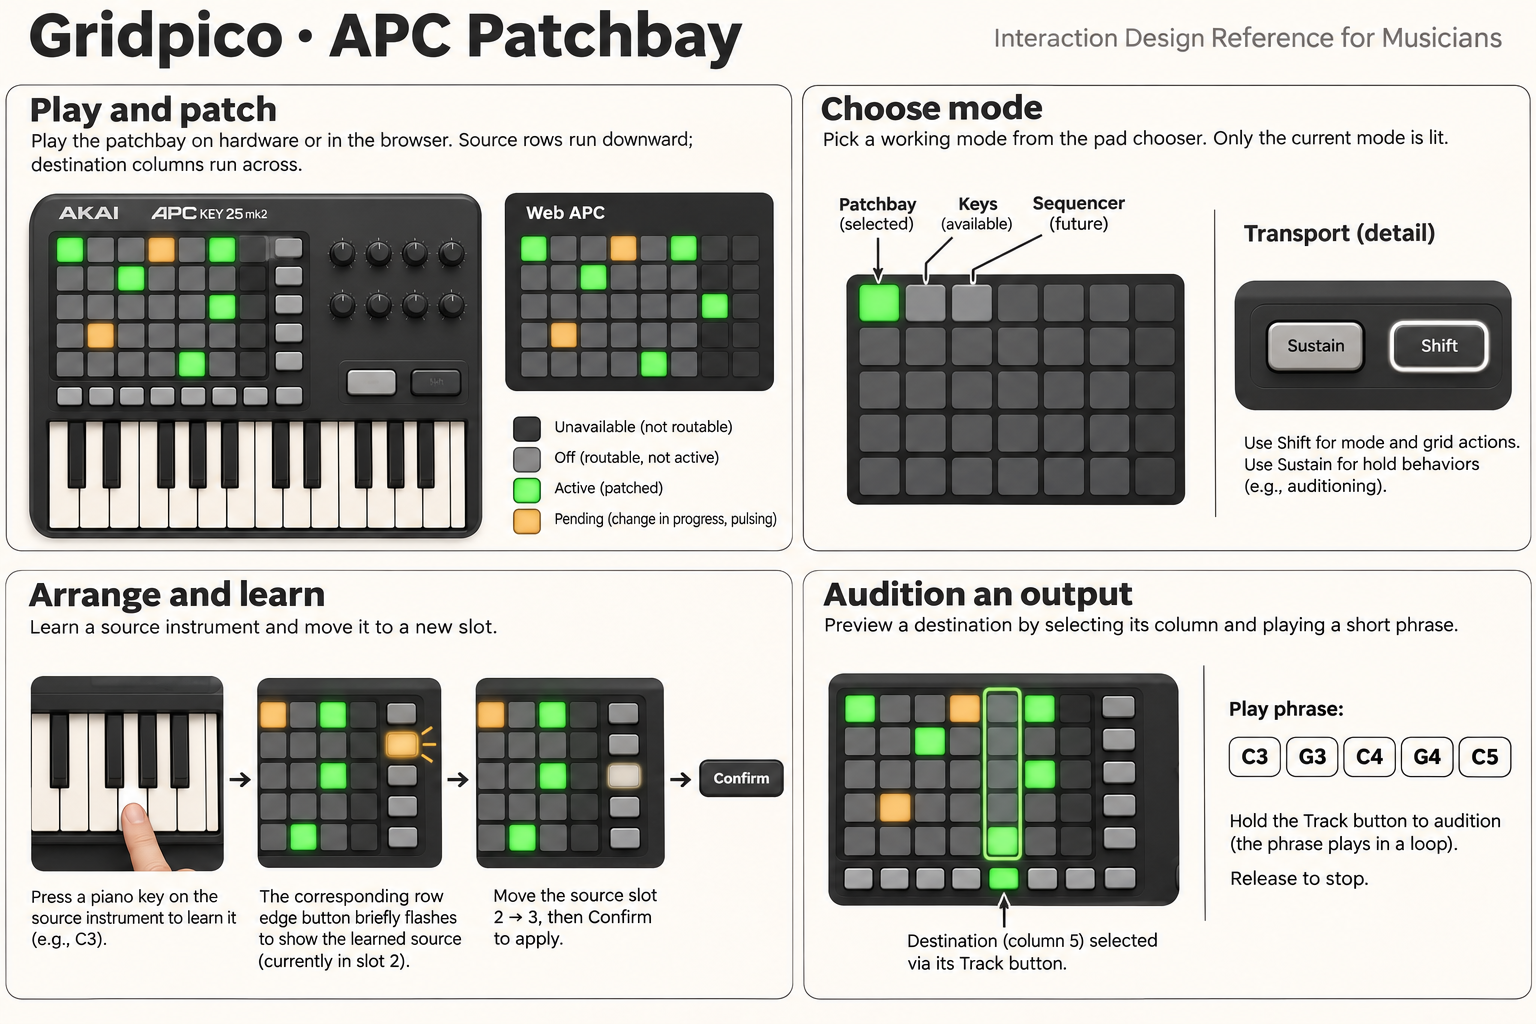 Gridpico · APC Patchbay
Interaction Design Reference for Musicians
Play and patch
Play the patchbay on hardware or in the browser. Source rows run downward;
destination columns run across.
AKAI APC KEY 25 mk2
Shift
Web APC
Unavailable (not routable)
Off (routable, not active)
Active (patched)
Pending (change in progress, pulsing)
Choose mode
Pick a working mode from the pad chooser. Only the current mode is lit.
Patchbay
(selected)
Keys
(available)
Sequencer
(future)
Transport (detail)
Sustain
Shift
Use Shift for mode and grid actions.
Use Sustain for hold behaviors
(e.g., auditioning).
Arrange and learn
Learn a source instrument and move it to a new slot.
Confirm
Press a piano key on the
source instrument to learn it
(e.g., C3).
The corresponding row
edge button briefly flashes
to show the learned source
(currently in slot 2).
Move the source slot
2 → 3, then Confirm
to apply.
Audition an output
Preview a destination by selecting its column and playing a short phrase.
Destination (column 5) selected
via its Track button.
Play phrase:
C3 G3 C4 G4 C5
Hold the Track button to audition
(the phrase plays in a loop).
Release to stop.